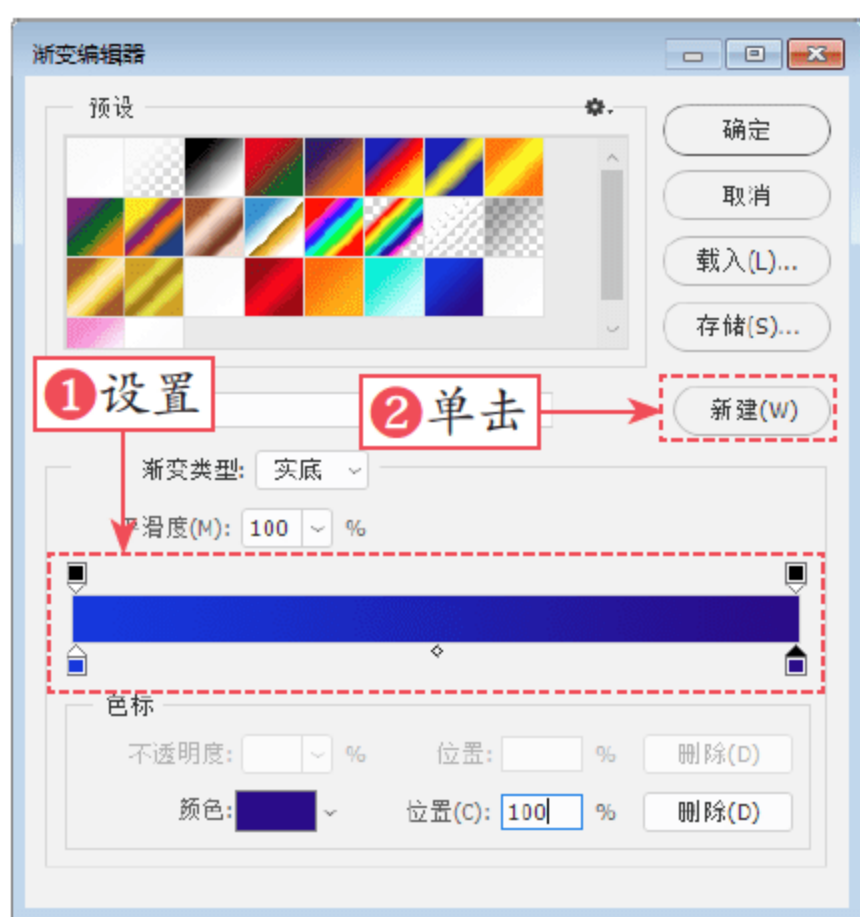 渐变编辑器
预设
确定
取消
载入(L)...
存储(S)...
❶设置
❷单击
新建(W)
渐变类型: 实底
平滑度(M): 100 %
色标
不透明度: % 位置: % 删除(D)
颜色: 位置(C): 100 % 删除(D)